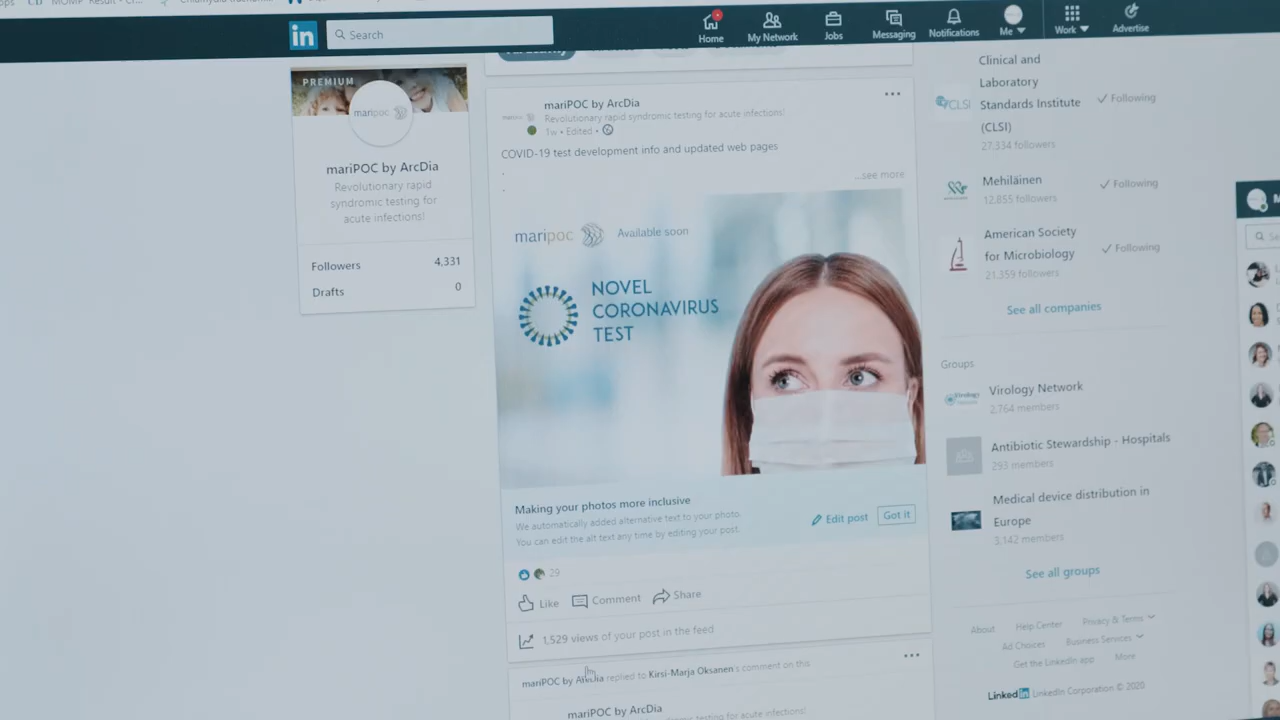 in
Search
Home
My Network
Jobs
Messaging
Notifications
Me
Work
Advertise
PREMIUM
maripoc
mariPOC by ArcDia
Revolutionary rapid
syndromic testing for
acute infections!
Followers 4,331
Drafts 0
mariPOC by ArcDia
Revolutionary rapid syndromic testing for acute infections!
1w • Edited •
COVID-19 test development info and updated web pages
.
.
...see more
maripoc Available soon
NOVEL
CORONAVIRUS
TEST
Making your photos more inclusive
We automatically added alternative text to your photo.
You can edit the alt text any time by editing your post.
Edit post
Got it
29
Like
Comment
Share
1,529 views of your post in the feed
mariPOC by ArcDia replied to Kirsi-Marja Oksanen's comment on this
mariPOC by ArcDia
CLSI
Clinical and
Laboratory
Standards Institute
(CLSI)
27,334 followers
Following
Mehiläinen
12,855 followers
Following
American Society
for Microbiology
21,359 followers
Following
See all companies
Groups
Virology Network
2,764 members
Antibiotic Stewardship - Hospitals
293 members
Medical device distribution in
Europe
3,142 members
See all groups
About Help Center Privacy & Terms
Ad Choices Business Services
Get the LinkedIn app More
LinkedIn LinkedIn Corporation © 2020